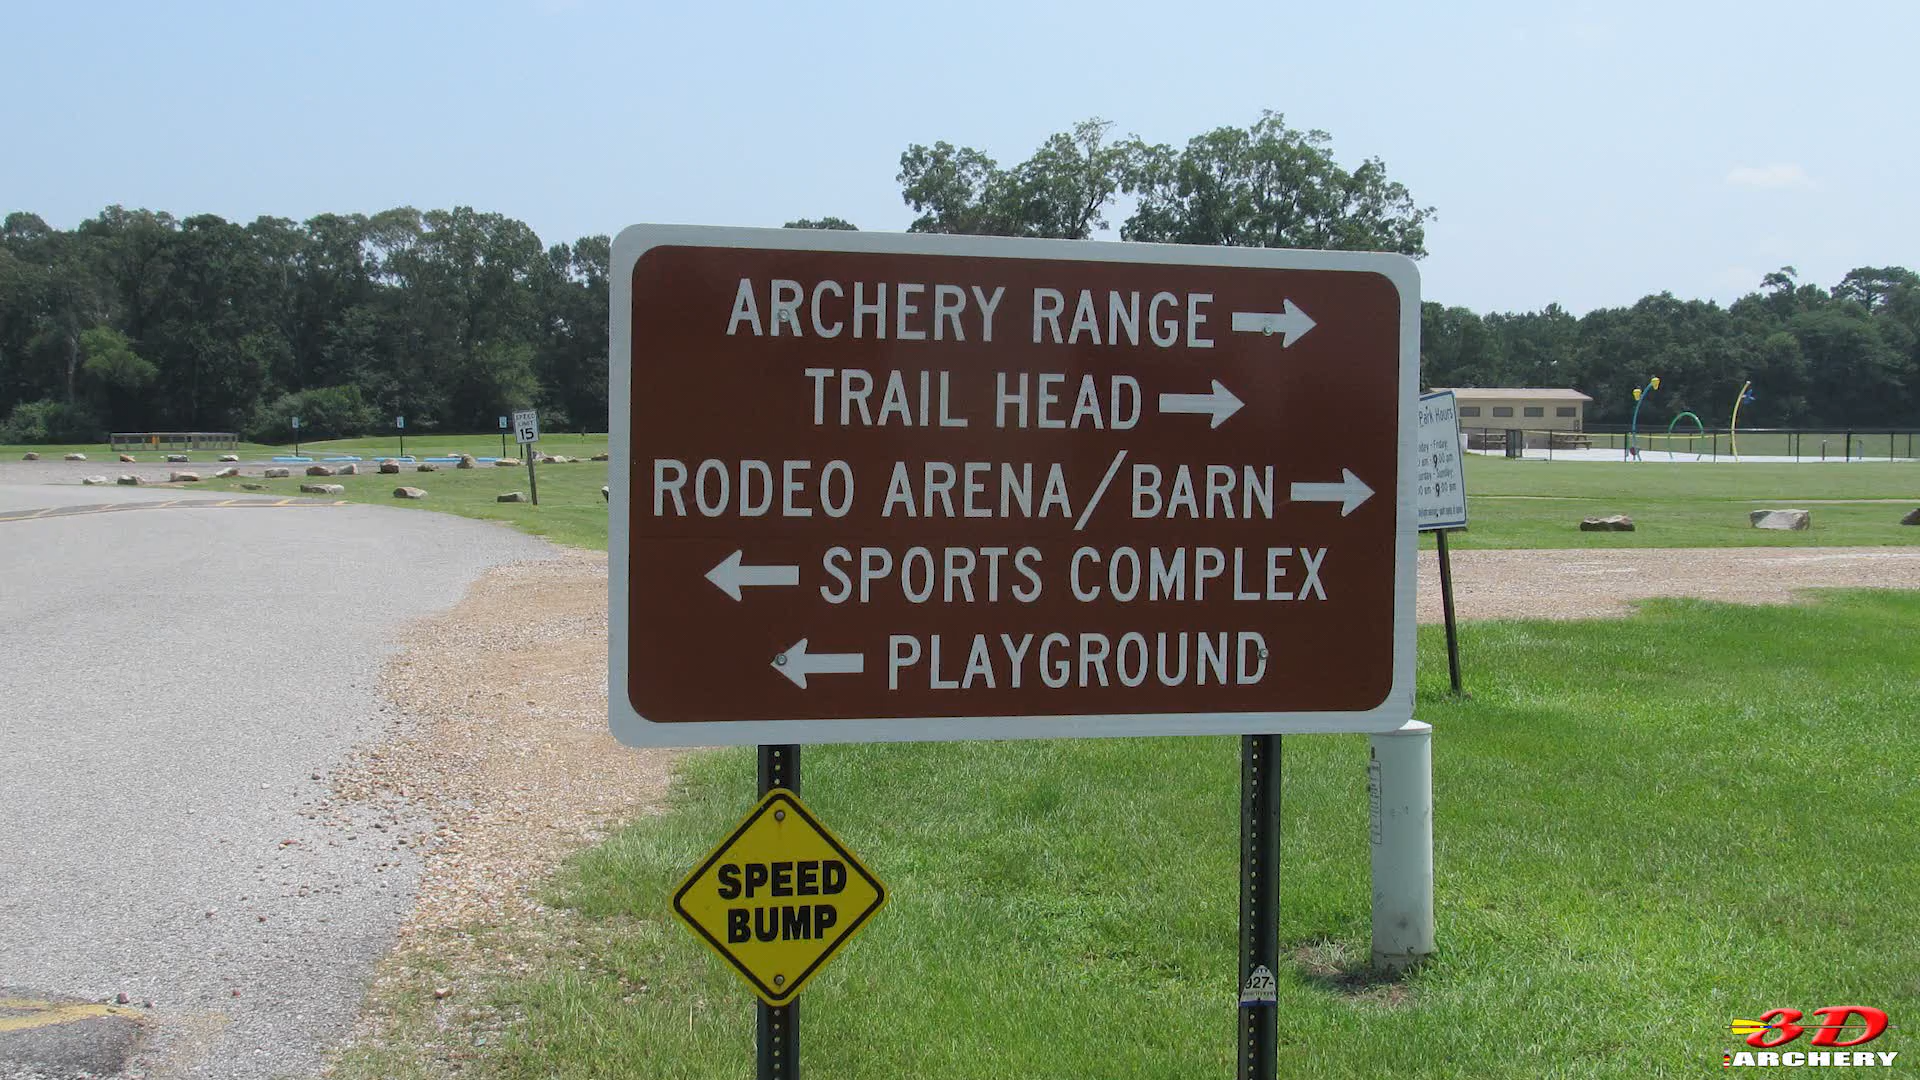 ARCHERY RANGE →
TRAIL HEAD →
RODEO ARENA/BARN →
← SPORTS COMPLEX
← PLAYGROUND
SPEED
BUMP
SPEED
LIMIT
15
Park Hours
927-
3D
ARCHERY